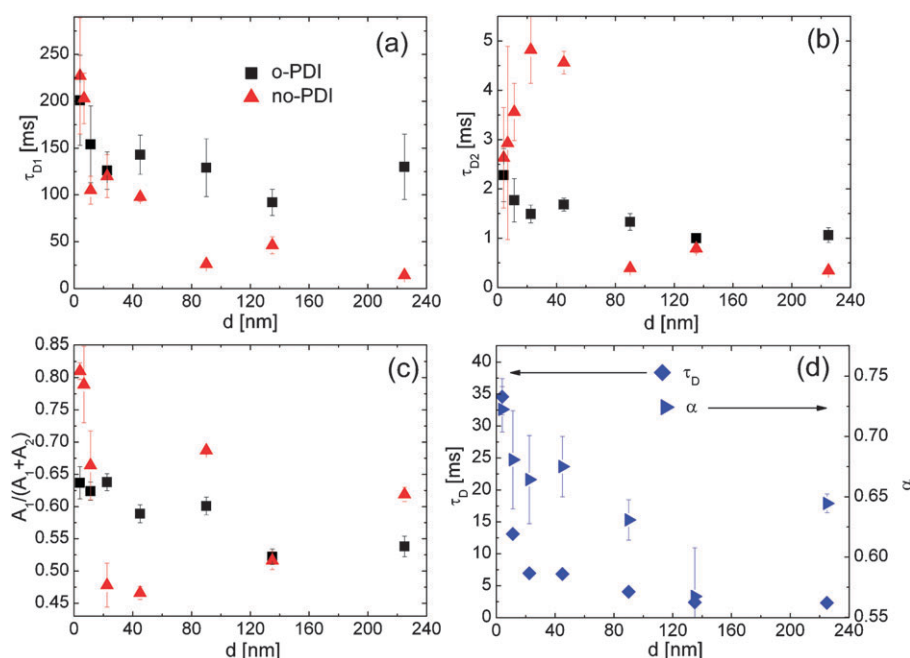 (a)
250
200
150
100
50
0
τD1 [ms]
o-PDI
no-PDI
0 40 80 120 160 200 240
d [nm]
(b)
5
4
3
2
1
0
τD2 [ms]
0 40 80 120 160 200 240
d [nm]
(c)
0.85
0.80
0.75
0.70
0.65
0.60
0.55
0.50
0.45
A1/(A1+A2)
0 40 80 120 160 200 240
d [nm]
(d)
40
35
30
25
20
15
10
5
0
τD [ms]
τD
α
0.75
0.70
0.65
0.60
0.55
α
0 40 80 120 160 200 240
d [nm]